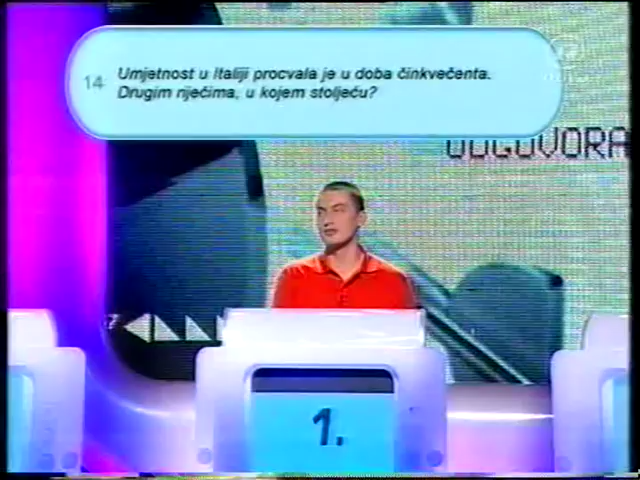 14
Umjetnost u Italiji procvala je u doba činkvečenta.
Drugim riječima, u kojem stoljeću?
ODGOVORA
1.